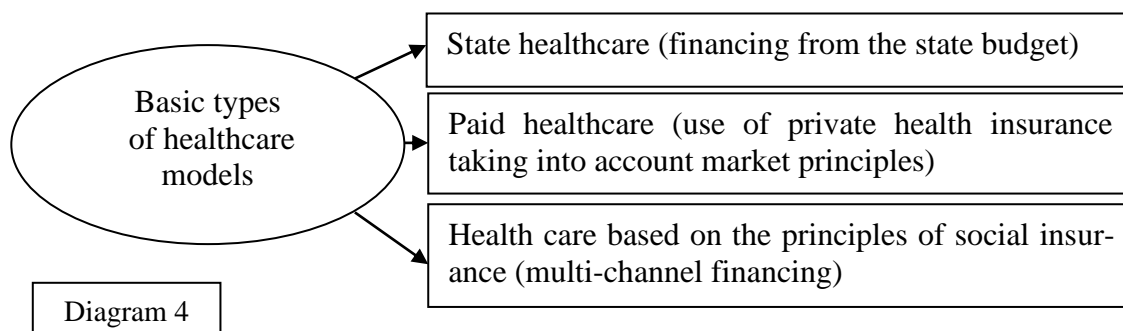 Basic types
of healthcare
models
State healthcare (financing from the state budget)
Paid healthcare (use of private health insurance
taking into account market principles)
Health care based on the principles of social insur-
ance (multi-channel financing)
Diagram 4